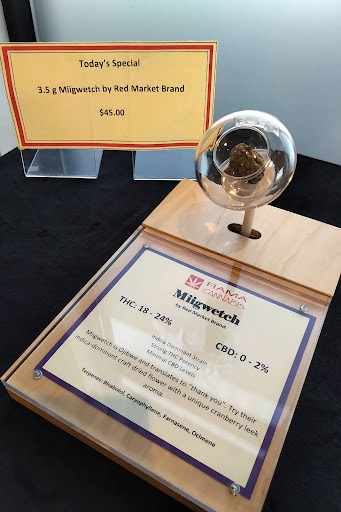 Today's Special
3.5 g Miigwetch by Red Market Brand
$45.00
RAMA
CANNABIS
Miigwetch
by Red Market Brand
THC: 18 - 24%
CBD: 0 - 2%
Indica Dominant Strain
Strong THC Potency
Minimal CBD Levels
Miigwetch is Ojibwe and translates to "thank you". Try their
indica-dominant craft dried flower with a unique cranberry leek
aroma.
Terpenes: Bisabolol, Caryophyllene, Farnasene, Ocimene